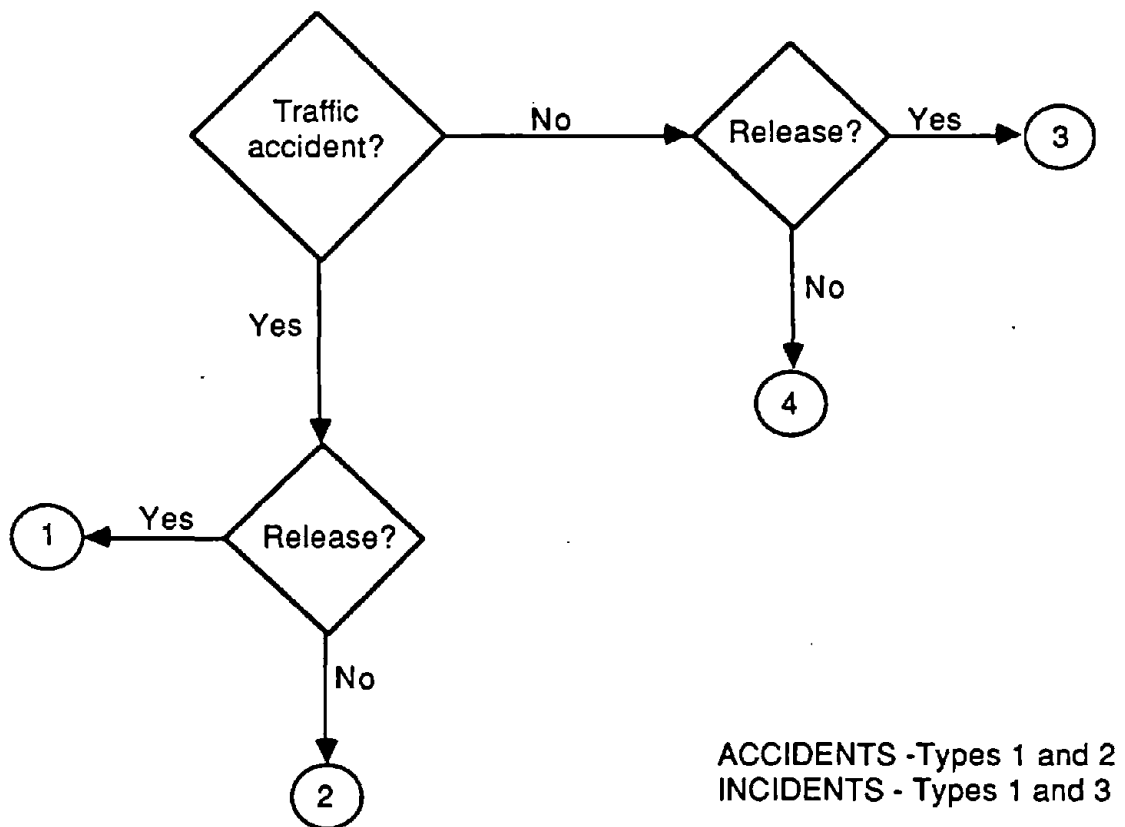 Traffic
accident?
No
Release?
Yes
3
No
4
Yes
Release?
Yes
1
No
2
ACCIDENTS -Types 1 and 2
INCIDENTS - Types 1 and 3